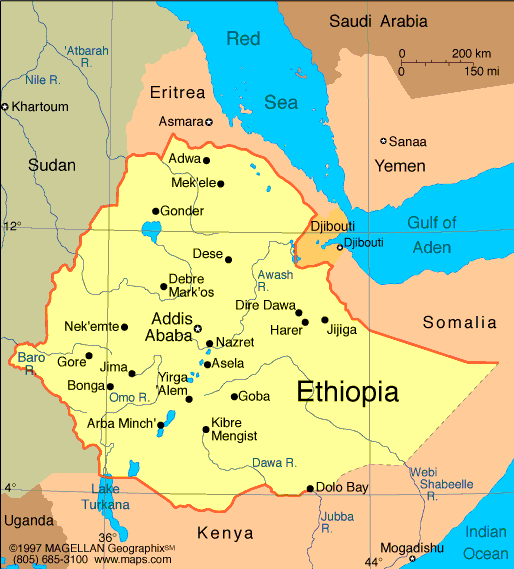 Saudi Arabia
Red
Sea
0 200 km
0 150 mi
'Atbarah
R.
Nile R.
Khartoum
Eritrea
Asmara
Sanaa
Yemen
Sudan
Adwa
Mek'ele
Gonder
12°
Djibouti
Djibouti
Gulf of
Aden
Dese
Awash
R.
Debre
Mark'os
Dire Dawa
Harer
Jijiga
Somalia
Addis
Ababa
Nek'emte
Nazret
Baro
R.
Gore
Jima
Asela
Bonga
Omo R.
Yirga
'Alem
Goba
Ethiopia
Arba Minch'
Kibre
Mengist
Dawa R.
Webi
Shabeelle
R.
4°
Lake
Turkana
Dolo Bay
Uganda
Kenya
Jubba
R.
Indian
Ocean
36°
44°
Mogadishu
©1997 MAGELLAN Geographix℠
(805) 685-3100 www.maps.com